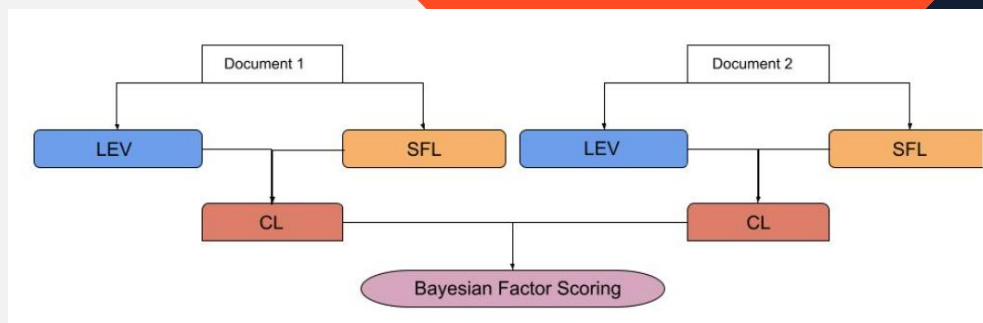 Document 1
Document 2
LEV
SFL
LEV
SFL
CL
CL
Bayesian Factor Scoring